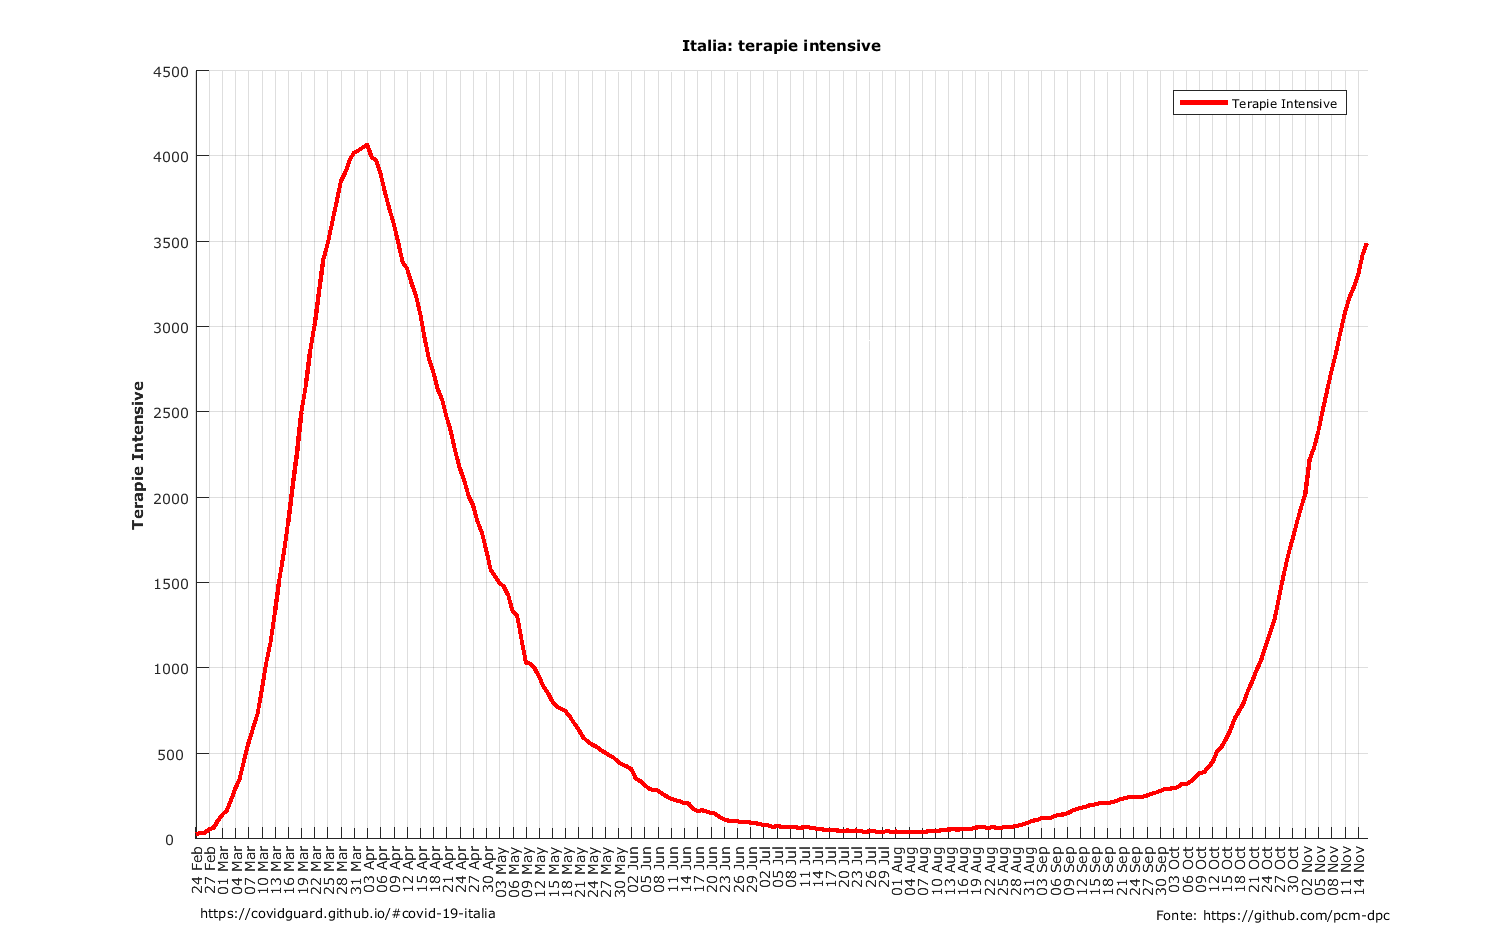 Italia: terapie intensive
Terapie Intensive
Terapie Intensive
4500
4000
3500
3000
2500
2000
1500
1000
500
0
24 Feb
27 Feb
01 Mar
04 Mar
07 Mar
10 Mar
13 Mar
16 Mar
19 Mar
22 Mar
25 Mar
28 Mar
31 Mar
03 Apr
06 Apr
09 Apr
12 Apr
15 Apr
18 Apr
21 Apr
24 Apr
27 Apr
30 Apr
03 May
06 May
09 May
12 May
15 May
18 May
21 May
24 May
27 May
30 May
02 Jun
05 Jun
08 Jun
11 Jun
14 Jun
17 Jun
20 Jun
23 Jun
26 Jun
29 Jun
02 Jul
05 Jul
08 Jul
11 Jul
14 Jul
17 Jul
20 Jul
23 Jul
26 Jul
29 Jul
01 Aug
04 Aug
07 Aug
10 Aug
13 Aug
16 Aug
19 Aug
22 Aug
25 Aug
28 Aug
31 Aug
03 Sep
06 Sep
09 Sep
12 Sep
15 Sep
18 Sep
21 Sep
24 Sep
27 Sep
30 Sep
03 Oct
06 Oct
09 Oct
12 Oct
15 Oct
18 Oct
21 Oct
24 Oct
27 Oct
30 Oct
02 Nov
05 Nov
08 Nov
11 Nov
14 Nov
https://covidguard.github.io/#covid-19-italia
Fonte: https://github.com/pcm-dpc